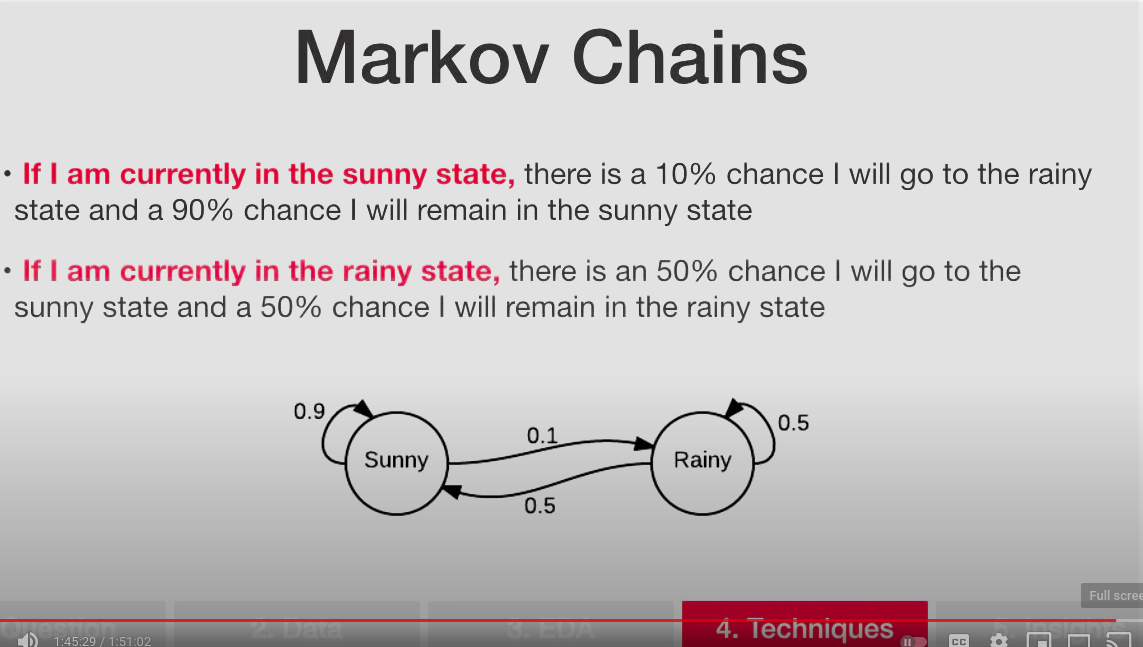 Markov Chains
• If I am currently in the sunny state, there is a 10% chance I will go to the rainy
state and a 90% chance I will remain in the sunny state
• If I am currently in the rainy state, there is an 50% chance I will go to the
sunny state and a 50% chance I will remain in the rainy state
0.9
0.1
0.5
Sunny
Rainy
0.5
Full scree
Question
2. Data
3. EDA
4. Techniques
5. Insights
1:45:29 / 1:51:02
CC